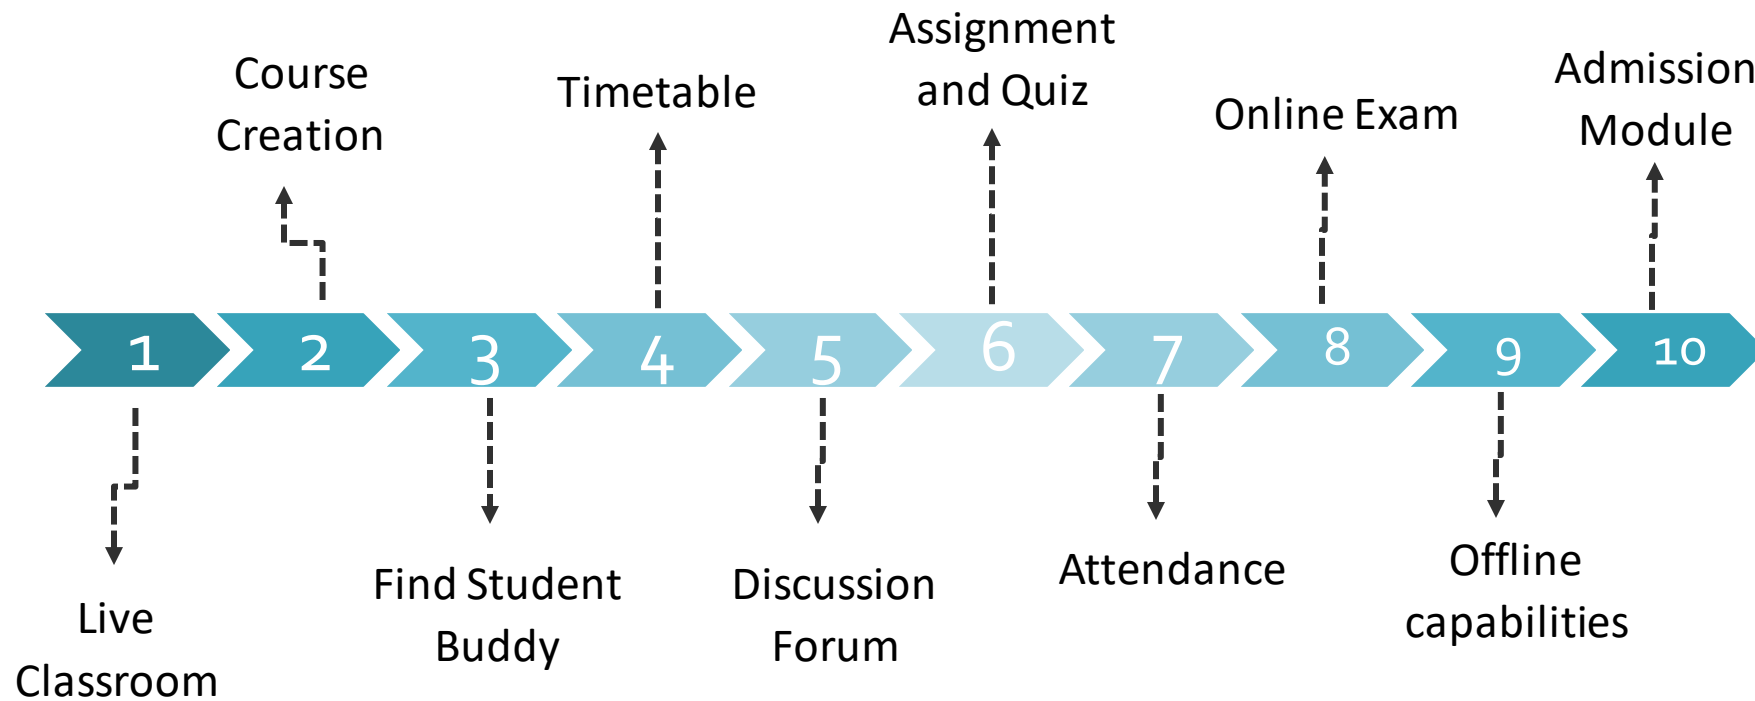 Course
Creation
Timetable
Assignment
and Quiz
Online Exam
Admission
Module
1
2
3
4
5
6
7
8
9
10
Live
Classroom
Find Student
Buddy
Discussion
Forum
Attendance
Offline
capabilities